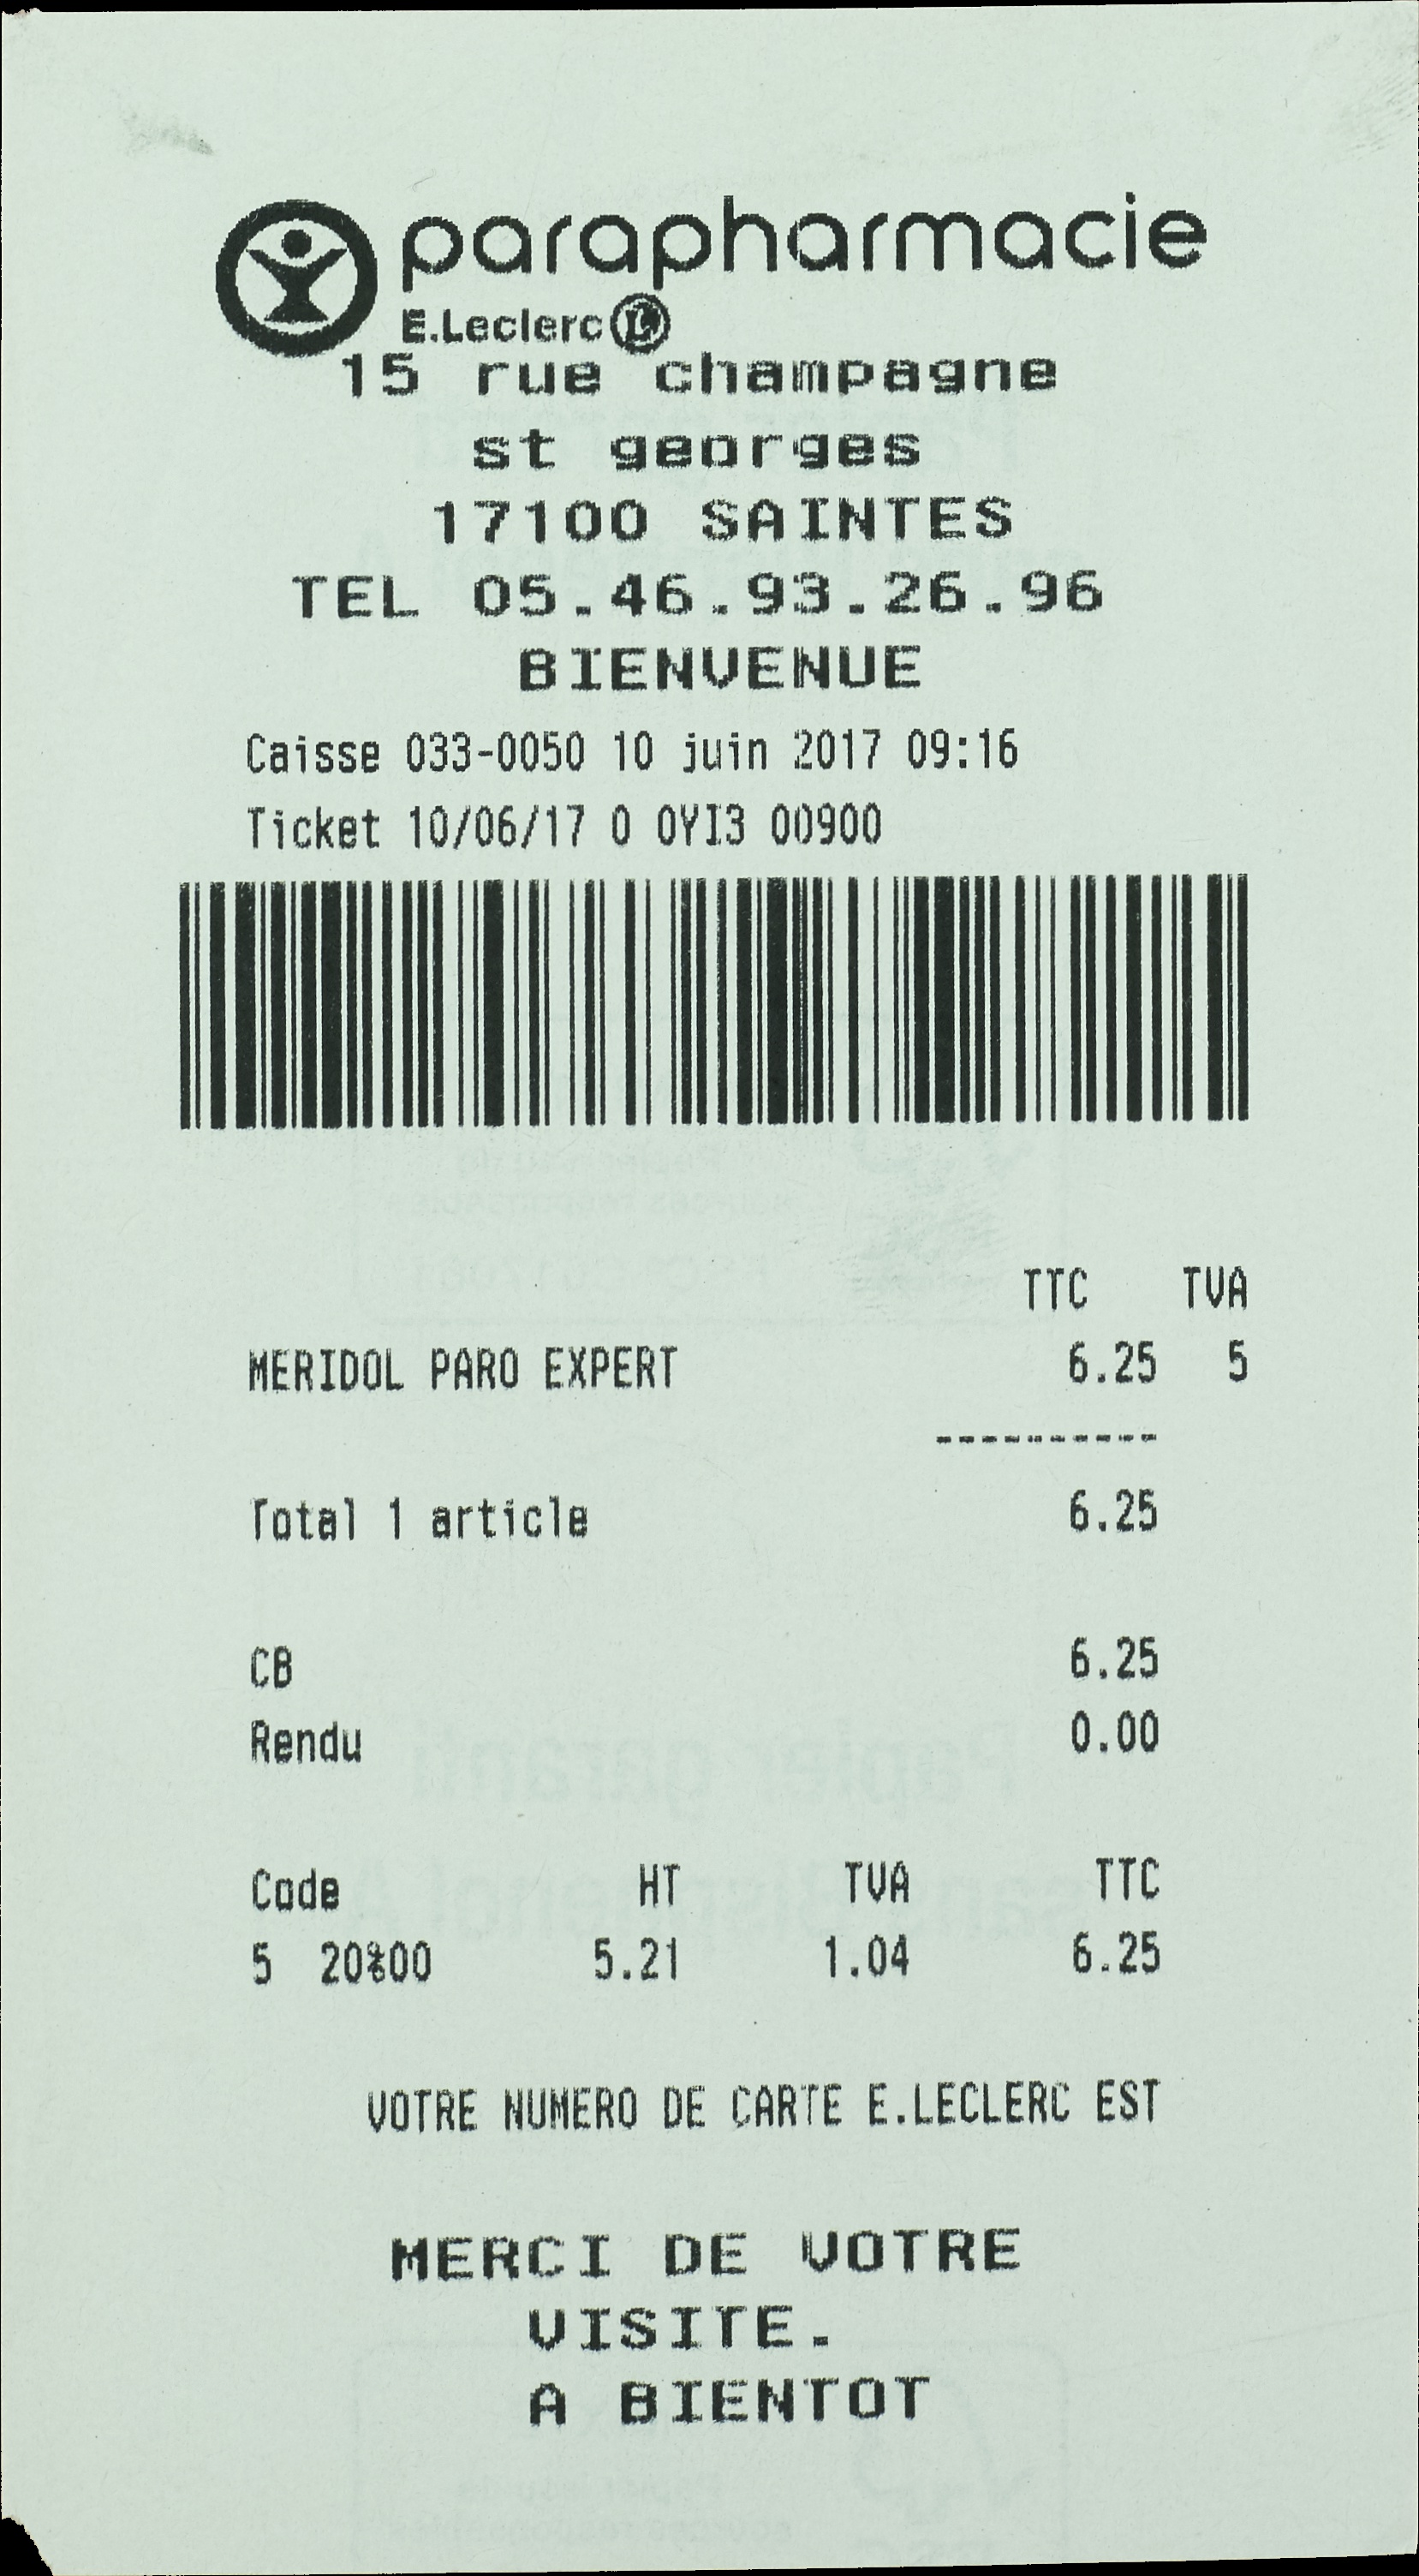 parapharmacie
E.Leclerc L
15 rue champagne
st georges
17100 SAINTES
TEL 05.46.93.26.96
BIENVENUE
Caisse 033-0050 10 juin 2017 09:16
Ticket 10/06/17 0 0YI3 00900
TTC TVA
MERIDOL PARO EXPERT 6.25 5
----------
Total 1 article 6.25
CB 6.25
Rendu 0.00
Code HT TVA TTC
5 20%00 5.21 1.04 6.25
VOTRE NUMERO DE CARTE E.LECLERC EST
MERCI DE VOTRE
VISITE.
A BIENTOT